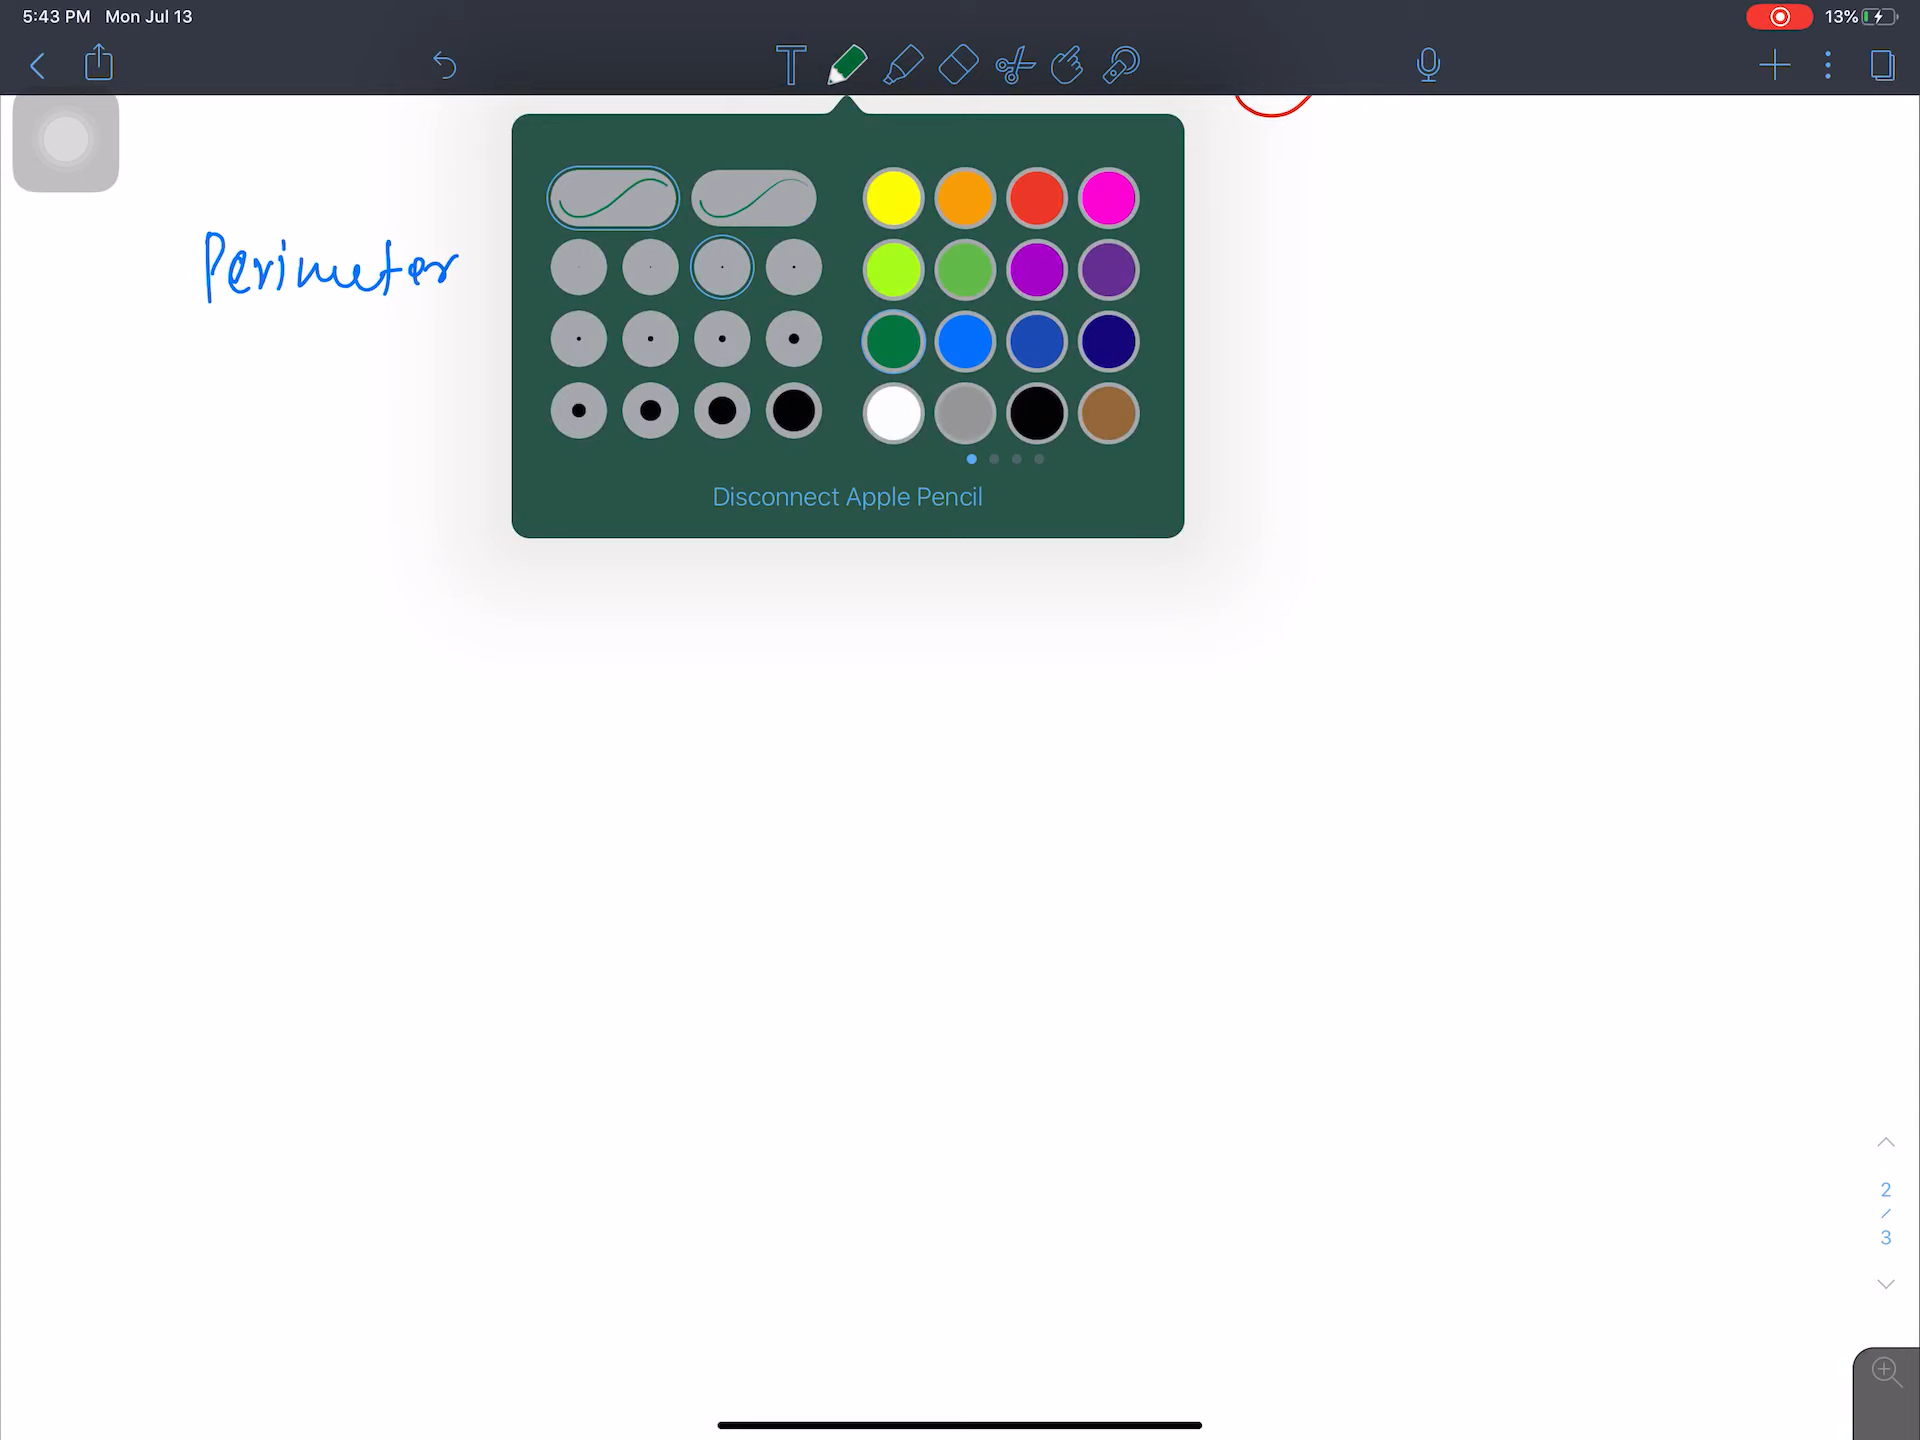 5:43 PM Mon Jul 13
13%
T
Perimeter
Disconnect Apple Pencil
2
/
3